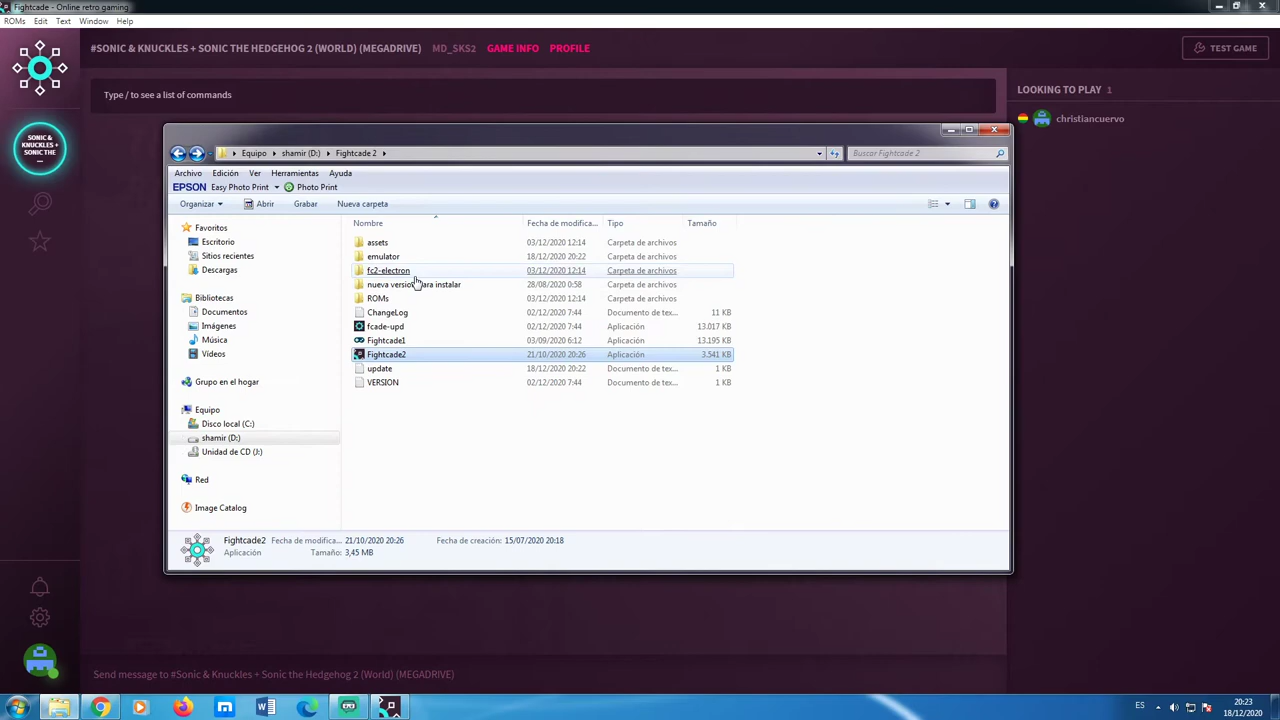 Fightcade - Online retro gaming
ROMs Edit Text Window Help
#SONIC & KNUCKLES + SONIC THE HEDGEHOG 2 (WORLD) (MEGADRIVE) MD_SKS2 GAME INFO PROFILE
TEST GAME
SONIC &
KNUCKLES +
SONIC THE
...
Type / to see a list of commands
LOOKING TO PLAY 1
christiancuervo
Equipo shamir (D:) Fightcade 2
Buscar Fightcade 2
Archivo Edición Ver Herramientas Ayuda
EPSON Easy Photo Print Photo Print
Organizar Abrir Grabar Nueva carpeta
Favoritos
Escritorio
Sitios recientes
Descargas
Bibliotecas
Documentos
Imágenes
Música
Vídeos
Grupo en el hogar
Equipo
Disco local (C:)
shamir (D:)
Unidad de CD (J:)
Red
Image Catalog
Nombre Fecha de modifica... Tipo Tamaño
assets 03/12/2020 12:14 Carpeta de archivos
emulator 18/12/2020 20:22 Carpeta de archivos
fc2-electron 03/12/2020 12:14 Carpeta de archivos
nueva version para instalar 28/08/2020 0:58 Carpeta de archivos
ROMs 03/12/2020 12:14 Carpeta de archivos
ChangeLog 02/12/2020 7:44 Documento de tex... 11 KB
fcade-upd 02/12/2020 7:44 Aplicación 13.017 KB
Fightcade1 03/09/2020 6:12 Aplicación 13.195 KB
Fightcade2 21/10/2020 20:26 Aplicación 3.541 KB
update 18/12/2020 20:22 Documento de tex... 1 KB
VERSION 02/12/2020 7:44 Documento de tex... 1 KB
Fightcade2 Fecha de modifica... 21/10/2020 20:26 Fecha de creación: 15/07/2020 20:18
Aplicación Tamaño: 3,45 MB
Send message to #Sonic & Knuckles + Sonic the Hedgehog 2 (World) (MEGADRIVE)
ES
20:23
18/12/2020